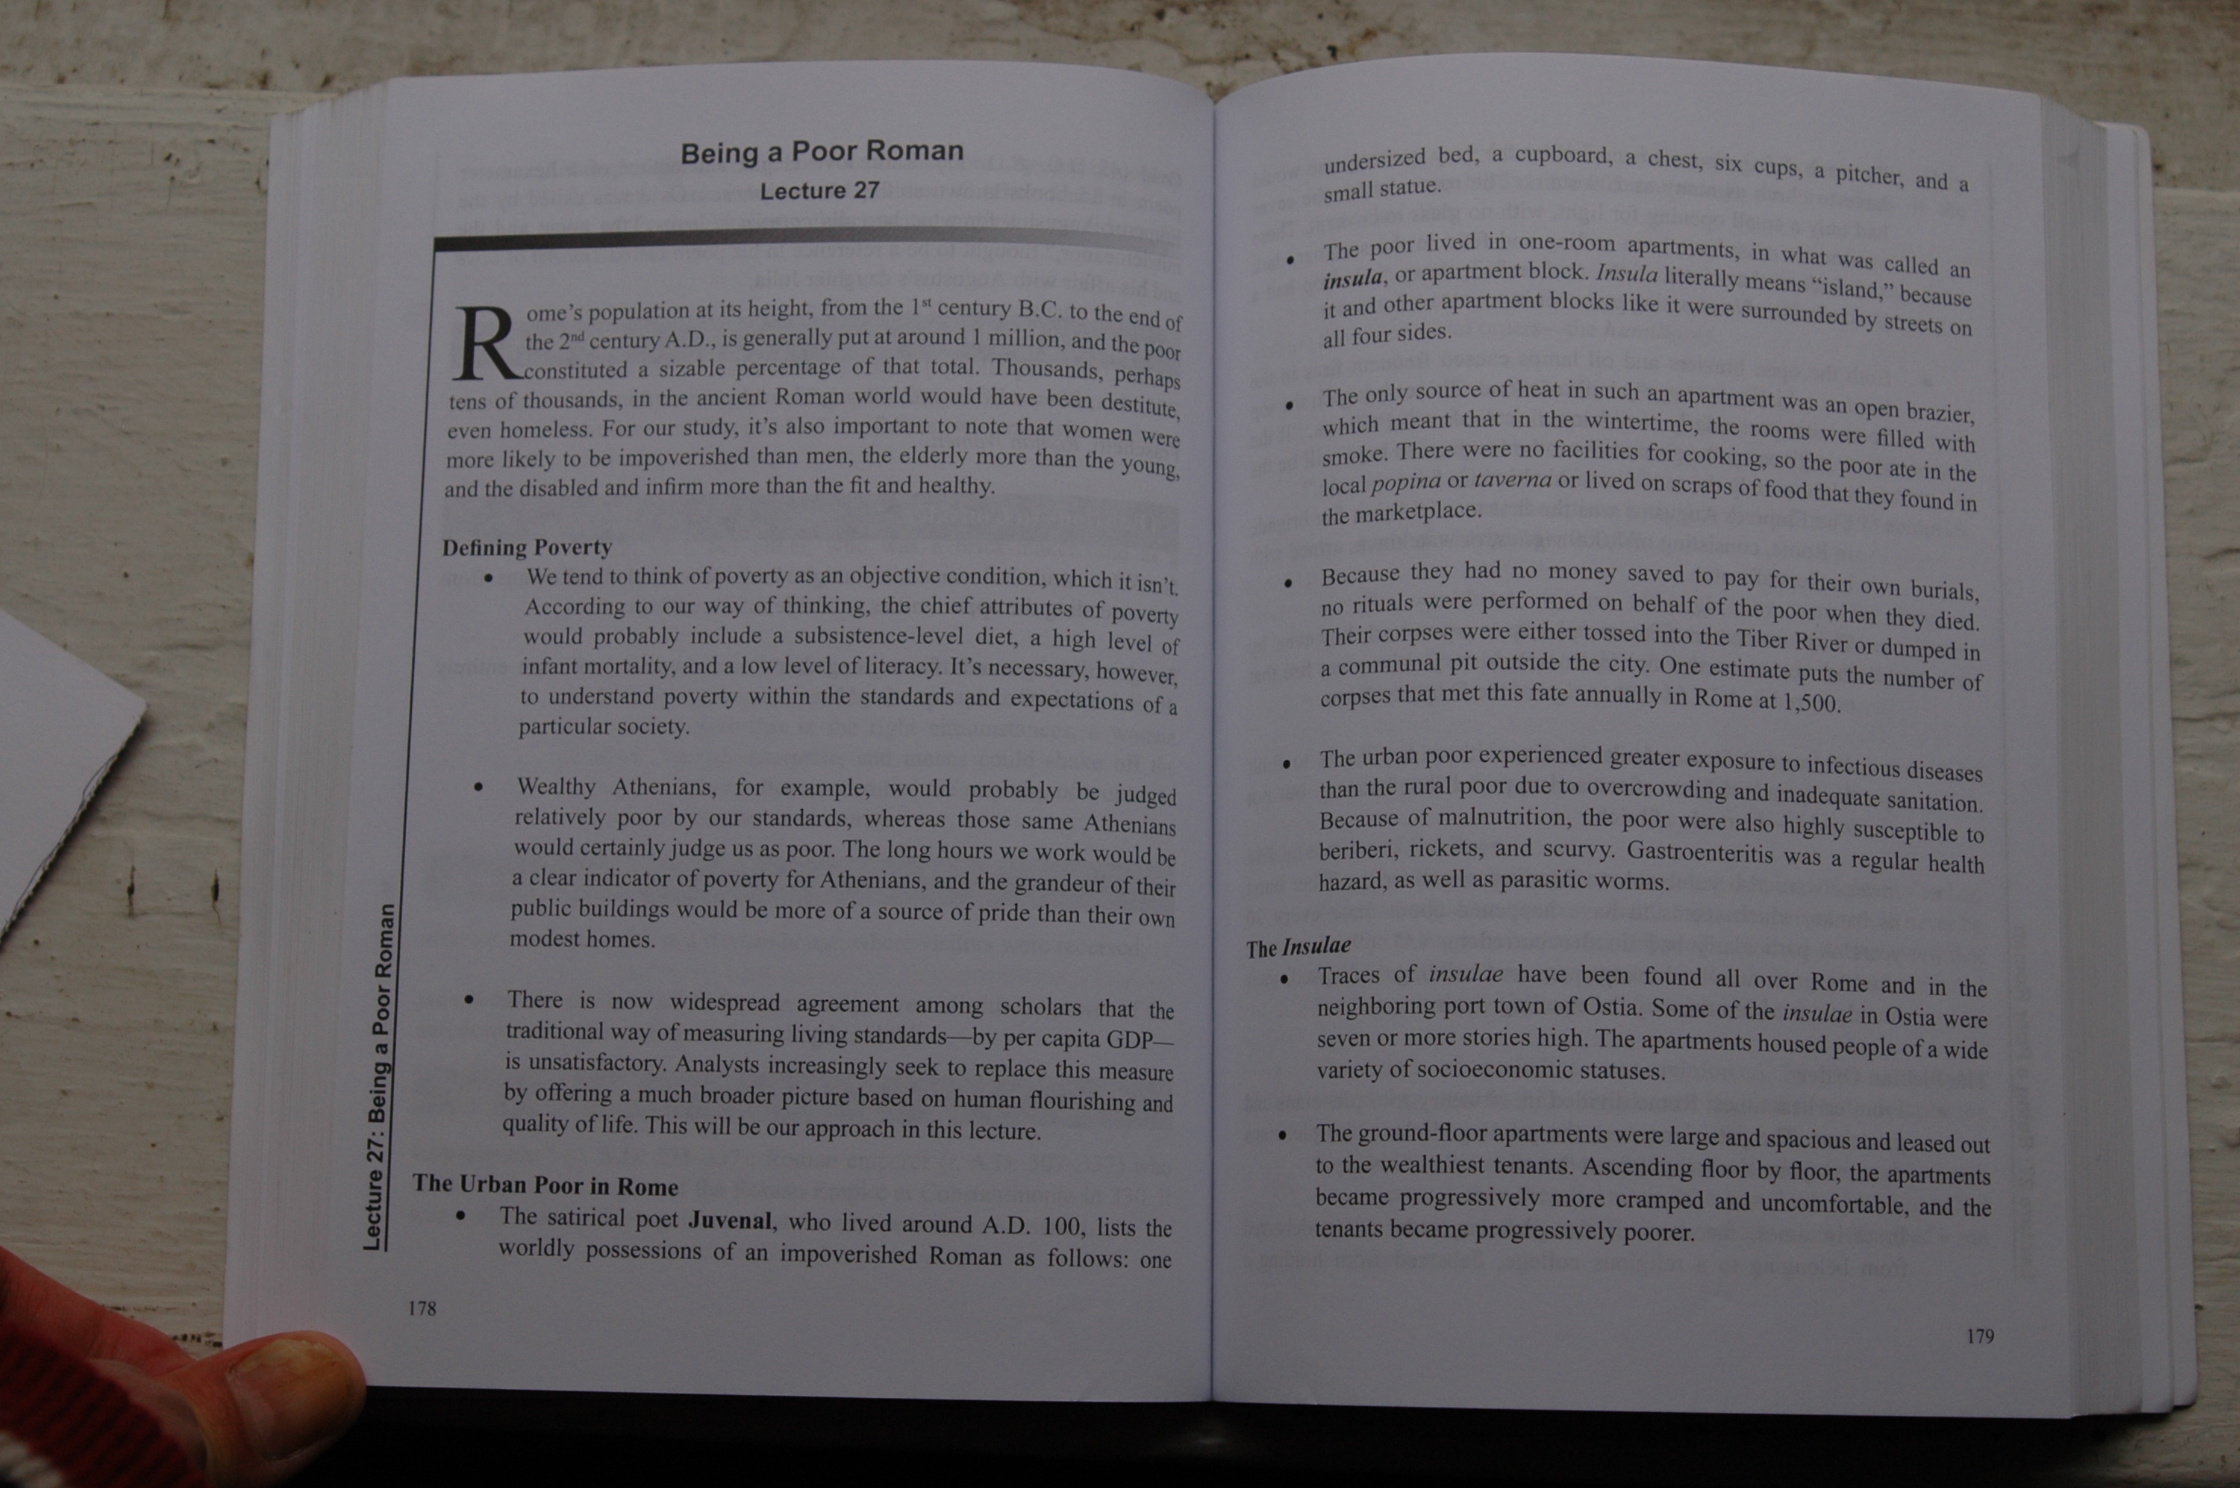 Being a Poor Roman
Lecture 27
Rome's population at its height, from the 1st century B.C. to the end of
the 2nd century A.D., is generally put at around 1 million, and the poor
constituted a sizable percentage of that total. Thousands, perhaps
tens of thousands, in the ancient Roman world would have been destitute,
even homeless. For our study, it's also important to note that women were
more likely to be impoverished than men, the elderly more than the young,
and the disabled and infirm more than the fit and healthy.
Defining Poverty
• We tend to think of poverty as an objective condition, which it isn't.
According to our way of thinking, the chief attributes of poverty
would probably include a subsistence-level diet, a high level of
infant mortality, and a low level of literacy. It's necessary, however,
to understand poverty within the standards and expectations of a
particular society.
• Wealthy Athenians, for example, would probably be judged
relatively poor by our standards, whereas those same Athenians
would certainly judge us as poor. The long hours we work would be
a clear indicator of poverty for Athenians, and the grandeur of their
public buildings would be more of a source of pride than their own
modest homes.
• There is now widespread agreement among scholars that the
traditional way of measuring living standards—by per capita GDP—
is unsatisfactory. Analysts increasingly seek to replace this measure
by offering a much broader picture based on human flourishing and
quality of life. This will be our approach in this lecture.
The Urban Poor in Rome
• The satirical poet Juvenal, who lived around A.D. 100, lists the
worldly possessions of an impoverished Roman as follows: one
178
Lecture 27: Being a Poor Roman
undersized bed, a cupboard, a chest, six cups, a pitcher, and a
small statue.
• The poor lived in one-room apartments, in what was called an
insula, or apartment block. Insula literally means "island," because
it and other apartment blocks like it were surrounded by streets on
all four sides.
• The only source of heat in such an apartment was an open brazier,
which meant that in the wintertime, the rooms were filled with
smoke. There were no facilities for cooking, so the poor ate in the
local popina or taverna or lived on scraps of food that they found in
the marketplace.
• Because they had no money saved to pay for their own burials,
no rituals were performed on behalf of the poor when they died.
Their corpses were either tossed into the Tiber River or dumped in
a communal pit outside the city. One estimate puts the number of
corpses that met this fate annually in Rome at 1,500.
• The urban poor experienced greater exposure to infectious diseases
than the rural poor due to overcrowding and inadequate sanitation.
Because of malnutrition, the poor were also highly susceptible to
beriberi, rickets, and scurvy. Gastroenteritis was a regular health
hazard, as well as parasitic worms.
The Insulae
• Traces of insulae have been found all over Rome and in the
neighboring port town of Ostia. Some of the insulae in Ostia were
seven or more stories high. The apartments housed people of a wide
variety of socioeconomic statuses.
• The ground-floor apartments were large and spacious and leased out
to the wealthiest tenants. Ascending floor by floor, the apartments
became progressively more cramped and uncomfortable, and the
tenants became progressively poorer.
179